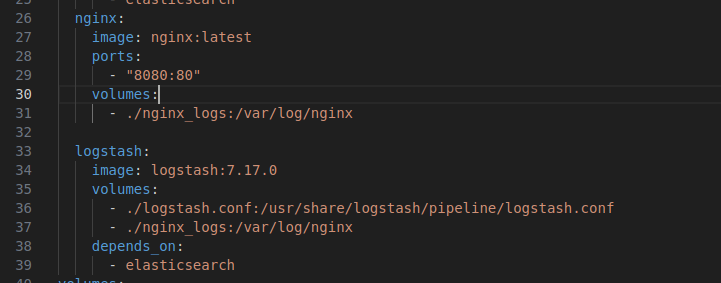 25 - elasticsearch
26 nginx:
27 image: nginx:latest
28 ports:
29 - "8080:80"
30 volumes:
31 - ./nginx_logs:/var/log/nginx
32
33 logstash:
34 image: logstash:7.17.0
35 volumes:
36 - ./logstash.conf:/usr/share/logstash/pipeline/logstash.conf
37 - ./nginx_logs:/var/log/nginx
38 depends_on:
39 - elasticsearch
40 volumes: